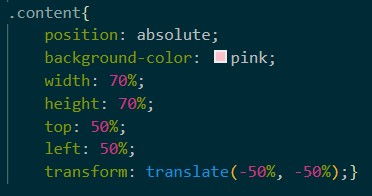 .content{
position: absolute;
background-color: pink;
width: 70%;
height: 70%;
top: 50%;
left: 50%;
transform: translate(-50%, -50%);}